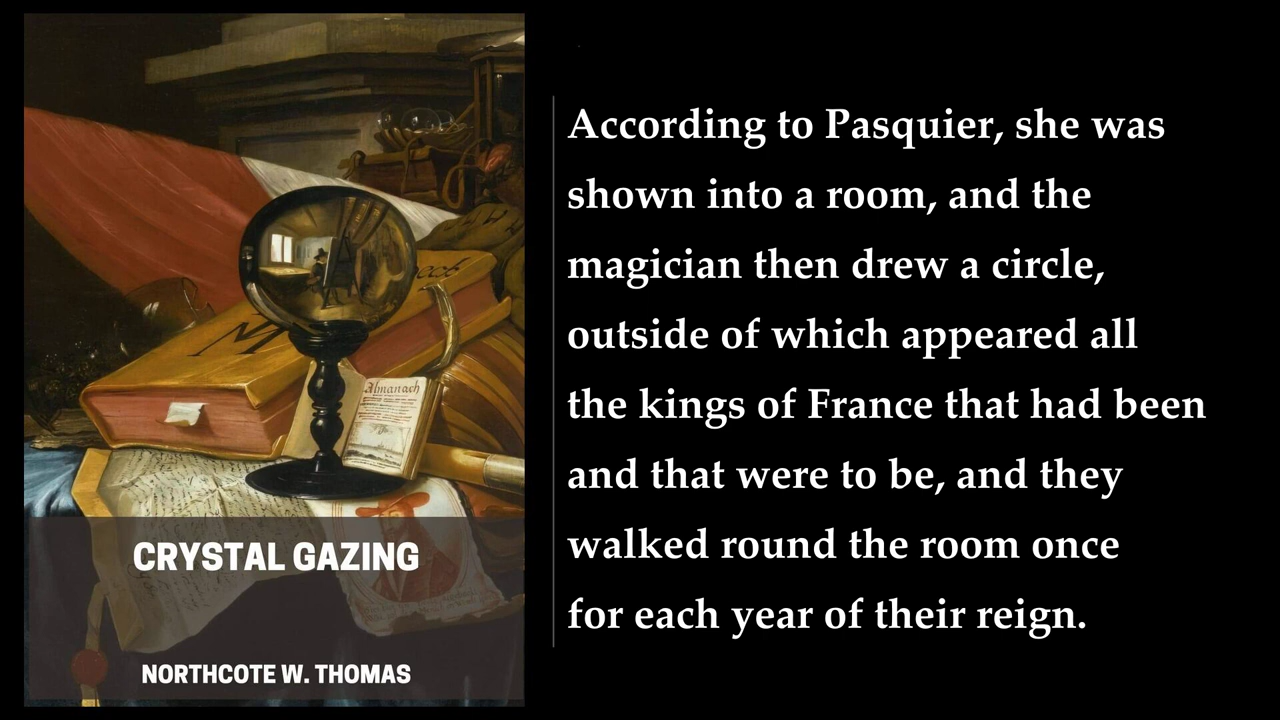 M
Almanach
CRYSTAL GAZING
NORTHCOTE W. THOMAS
According to Pasquier, she was
shown into a room, and the
magician then drew a circle,
outside of which appeared all
the kings of France that had been
and that were to be, and they
walked round the room once
for each year of their reign.